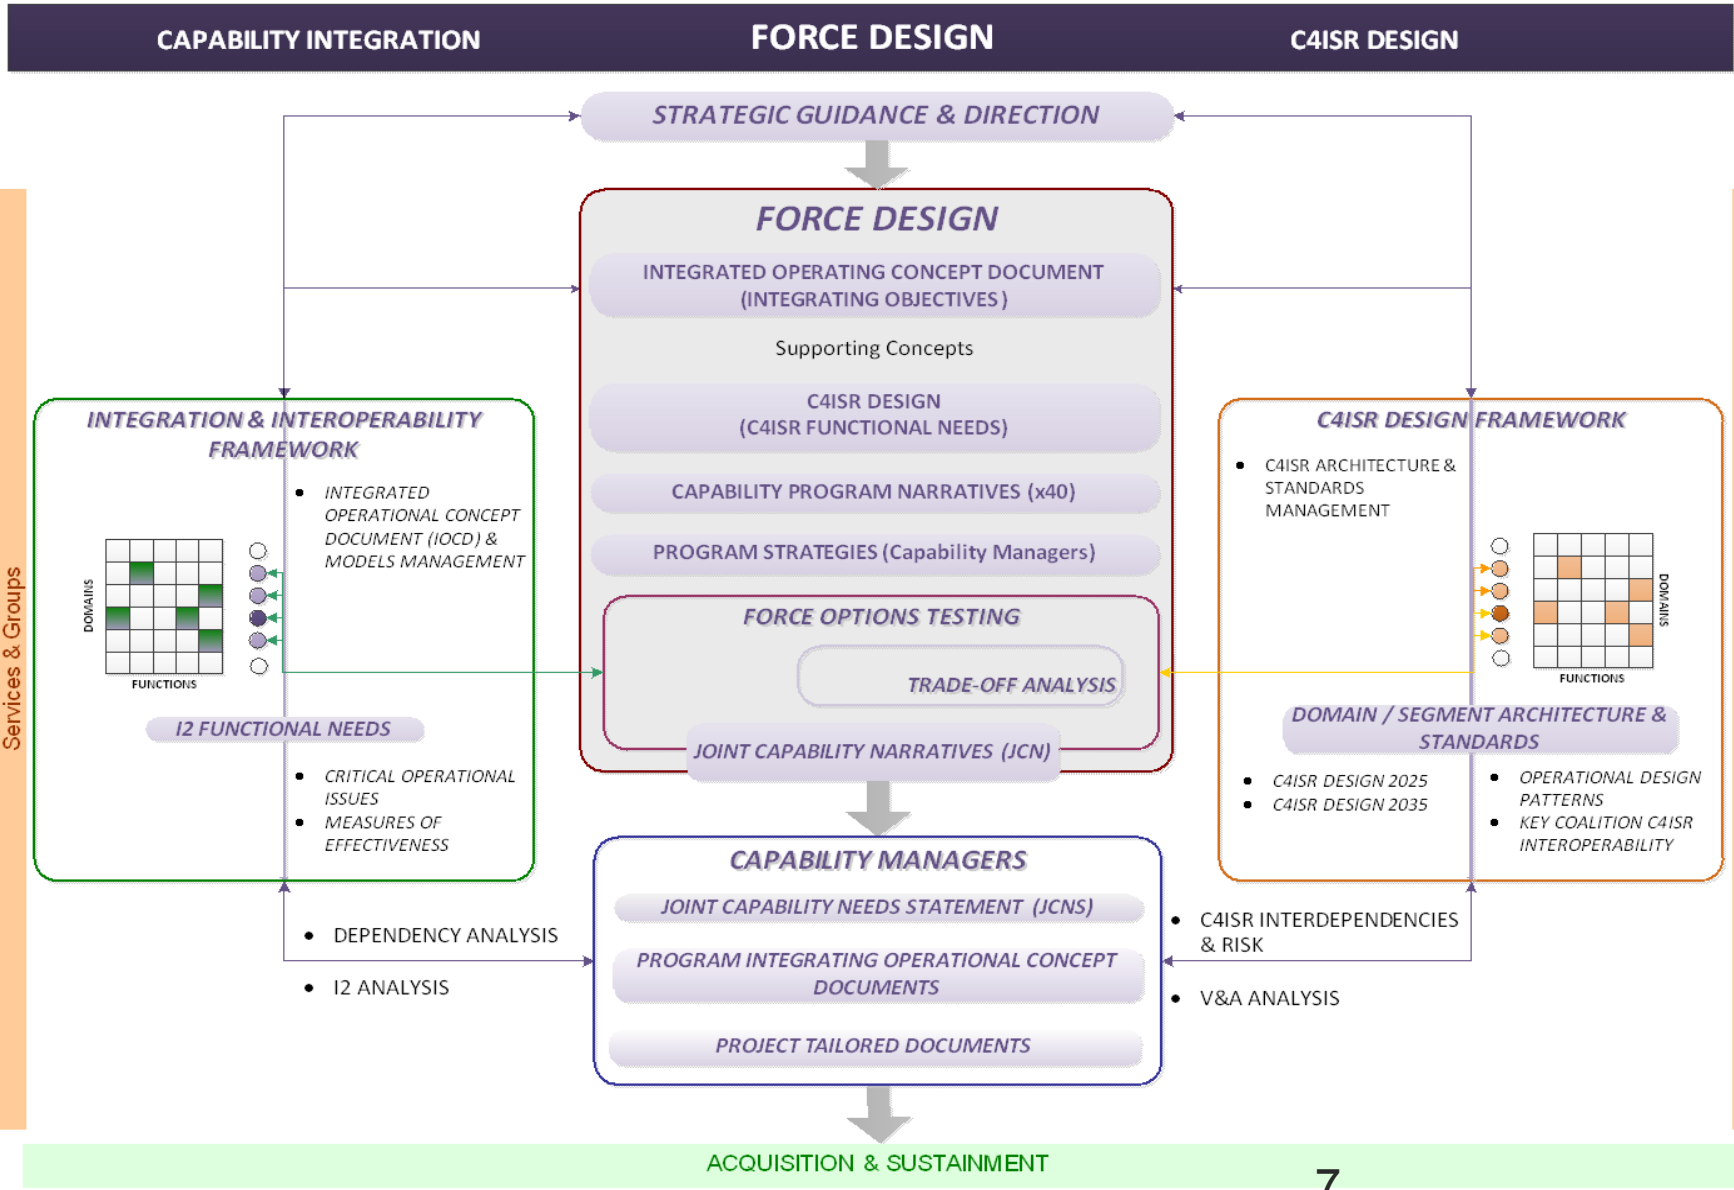 CAPABILITY INTEGRATION
FORCE DESIGN
C4ISR DESIGN
STRATEGIC GUIDANCE & DIRECTION
FORCE DESIGN
INTEGRATED OPERATING CONCEPT DOCUMENT
(INTEGRATING OBJECTIVES)
Supporting Concepts
C4ISR DESIGN
(C4ISR FUNCTIONAL NEEDS)
CAPABILITY PROGRAM NARRATIVES (x40)
PROGRAM STRATEGIES (Capability Managers)
FORCE OPTIONS TESTING
TRADE-OFF ANALYSIS
JOINT CAPABILITY NARRATIVES (JCN)
Services & Groups
INTEGRATION & INTEROPERABILITY
FRAMEWORK
• INTEGRATED
OPERATIONAL CONCEPT
DOCUMENT (IOCD) &
MODELS MANAGEMENT
DOMAINS
FUNCTIONS
I2 FUNCTIONAL NEEDS
• CRITICAL OPERATIONAL
ISSUES
• MEASURES OF
EFFECTIVENESS
C4ISR DESIGN FRAMEWORK
• C4ISR ARCHITECTURE &
STANDARDS
MANAGEMENT
DOMAINS
FUNCTIONS
DOMAIN / SEGMENT ARCHITECTURE &
STANDARDS
• C4ISR DESIGN 2025
• C4ISR DESIGN 2035
• OPERATIONAL DESIGN
PATTERNS
• KEY COALITION C4ISR
INTEROPERABILITY
• DEPENDENCY ANALYSIS
• I2 ANALYSIS
CAPABILITY MANAGERS
JOINT CAPABILITY NEEDS STATEMENT (JCNS)
PROGRAM INTEGRATING OPERATIONAL CONCEPT
DOCUMENTS
PROJECT TAILORED DOCUMENTS
• C4ISR INTERDEPENDENCIES
& RISK
• V&A ANALYSIS
ACQUISITION & SUSTAINMENT
7